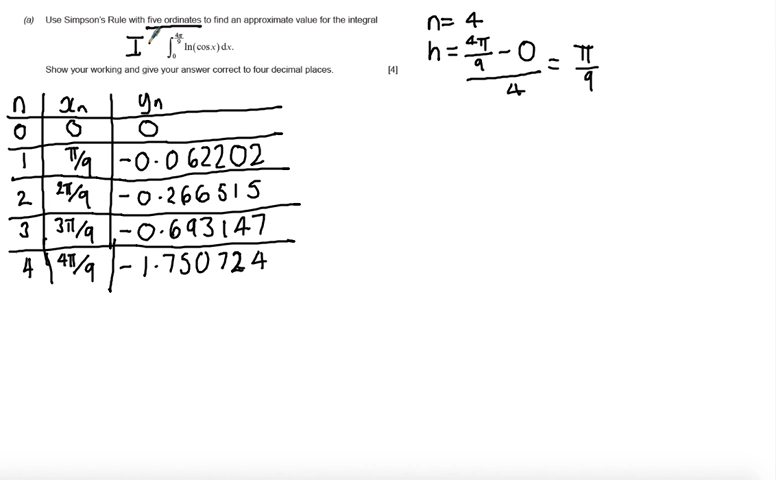 (a) Use Simpson's Rule with five ordinates to find an approximate value for the integral
I ∫₀^{4π/9} ln(cos x) dx.
Show your working and give your answer correct to four decimal places. [4]
n= 4
h= (4π/9 - 0)/4 = π/9
n xn yn
0 0 0
1 π/9 -0.062202
2 2π/9 -0.266515
3 3π/9 -0.693147
4 4π/9 -1.750724